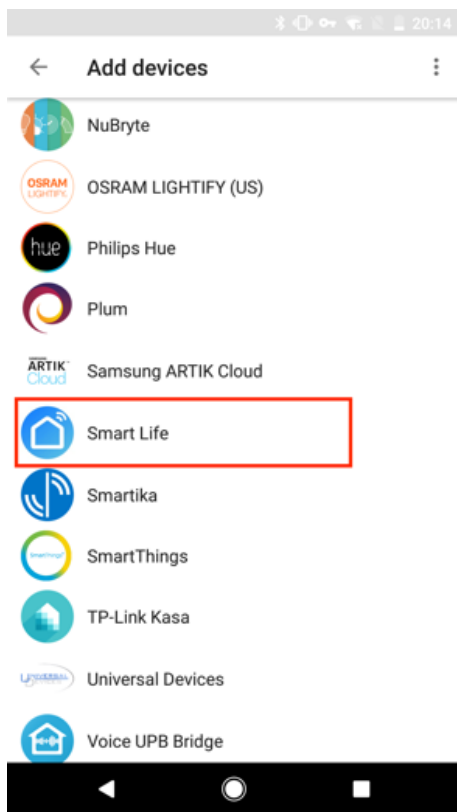 20:14
Add devices
NuBryte
OSRAM
LIGHTIFY
OSRAM LIGHTIFY (US)
hue
Philips Hue
Plum
ARTIK
Cloud
Samsung ARTIK Cloud
Smart Life
Smartika
SmartThings
SmartThings
TP-Link Kasa
Universal Devices
Voice UPB Bridge